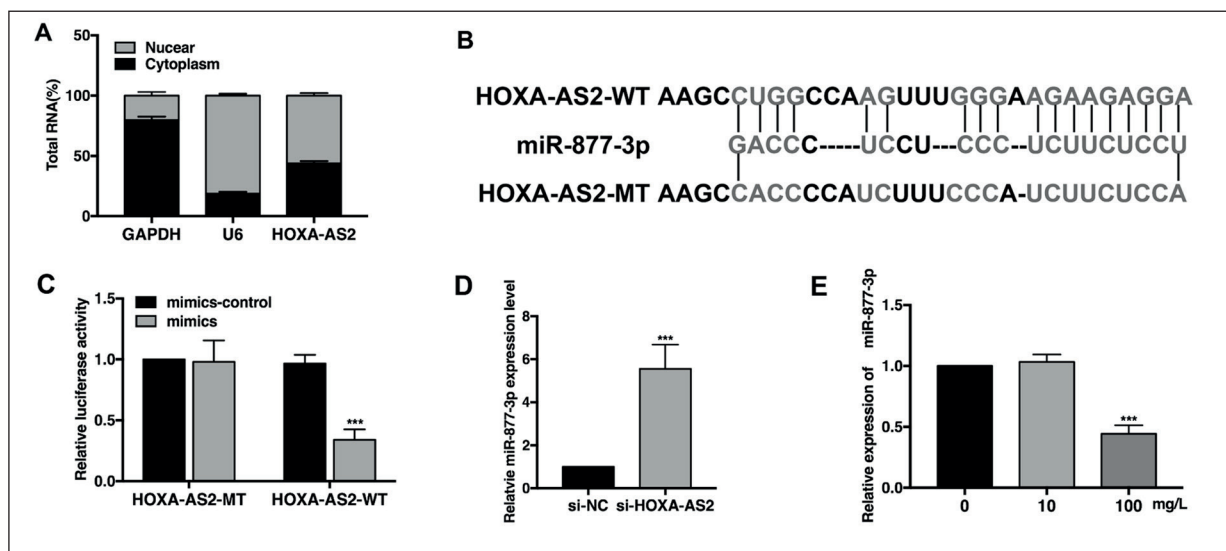 A
50
Nucear
Cytoplasm
100
50
0
Total RNA(%)
GAPDH U6 HOXA-AS2
B
HOXA-AS2-WT AAGCCUGGCCAAGUUUGGGAAGAAGAGGA
miR-877-3p GACCC-----UCCU---CCC--UCUUCUCCU
HOXA-AS2-MT AAGCCACCCCAUCUUUCCCA-UCUUCUCCA
C
Relative luciferase activity
1.5
1.0
0.5
0.0
mimics-control
mimics
***
HOXA-AS2-MT HOXA-AS2-WT
D
Relatvie miR-877-3p expression level
8
6
4
2
0
***
si-NC si-HOXA-AS2
E
Relative expression of
miR-877-3p
1.5
1.0
0.5
0.0
***
0 10 100 mg/L